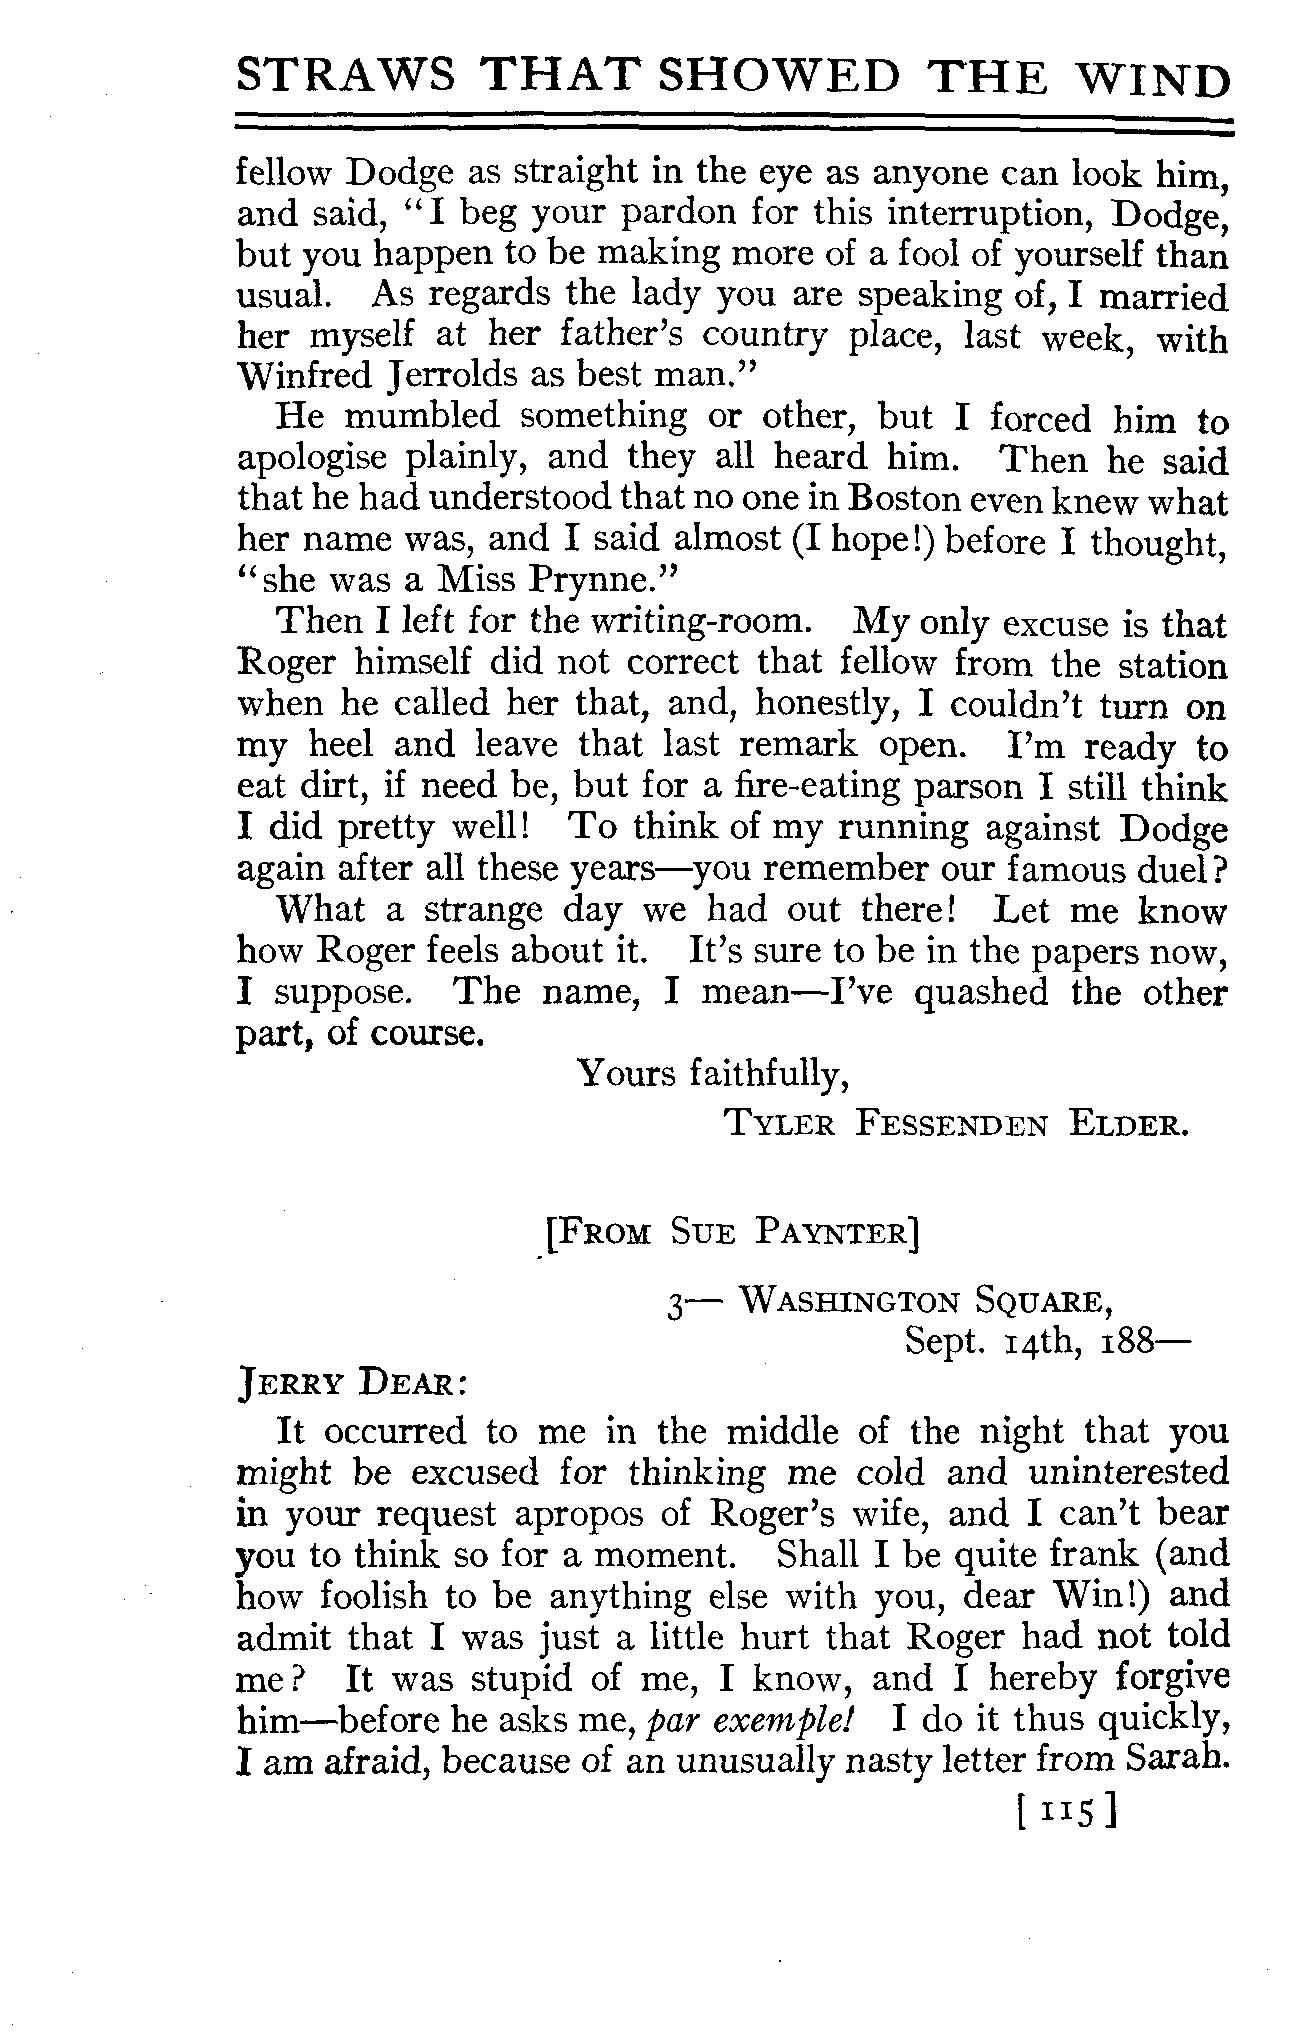 STRAWS THAT SHOWED THE WIND
fellow Dodge as straight in the eye as anyone can look him,
and said, "I beg your pardon for this interruption, Dodge,
but you happen to be making more of a fool of yourself than
usual. As regards the lady you are speaking of, I married
her myself at her father's country place, last week, with
Winfred Jerrolds as best man."
He mumbled something or other, but I forced him to
apologise plainly, and they all heard him. Then he said
that he had understood that no one in Boston even knew what
her name was, and I said almost (I hope!) before I thought,
"she was a Miss Prynne."
Then I left for the writing-room. My only excuse is that
Roger himself did not correct that fellow from the station
when he called her that, and, honestly, I couldn't turn on
my heel and leave that last remark open. I'm ready to
eat dirt, if need be, but for a fire-eating parson I still think
I did pretty well! To think of my running against Dodge
again after all these years—you remember our famous duel?
What a strange day we had out there! Let me know
how Roger feels about it. It's sure to be in the papers now,
I suppose. The name, I mean—I've quashed the other
part, of course.
Yours faithfully,
TYLER FESSENDEN ELDER.
[FROM SUE PAYNTER]
3— WASHINGTON SQUARE,
Sept. 14th, 188—
JERRY DEAR:
It occurred to me in the middle of the night that you
might be excused for thinking me cold and uninterested
in your request apropos of Roger's wife, and I can't bear
you to think so for a moment. Shall I be quite frank (and
how foolish to be anything else with you, dear Win!) and
admit that I was just a little hurt that Roger had not told
me? It was stupid of me, I know, and I hereby forgive
him—before he asks me, par exemple! I do it thus quickly,
I am afraid, because of an unusually nasty letter from Sarah.
[ 115 ]